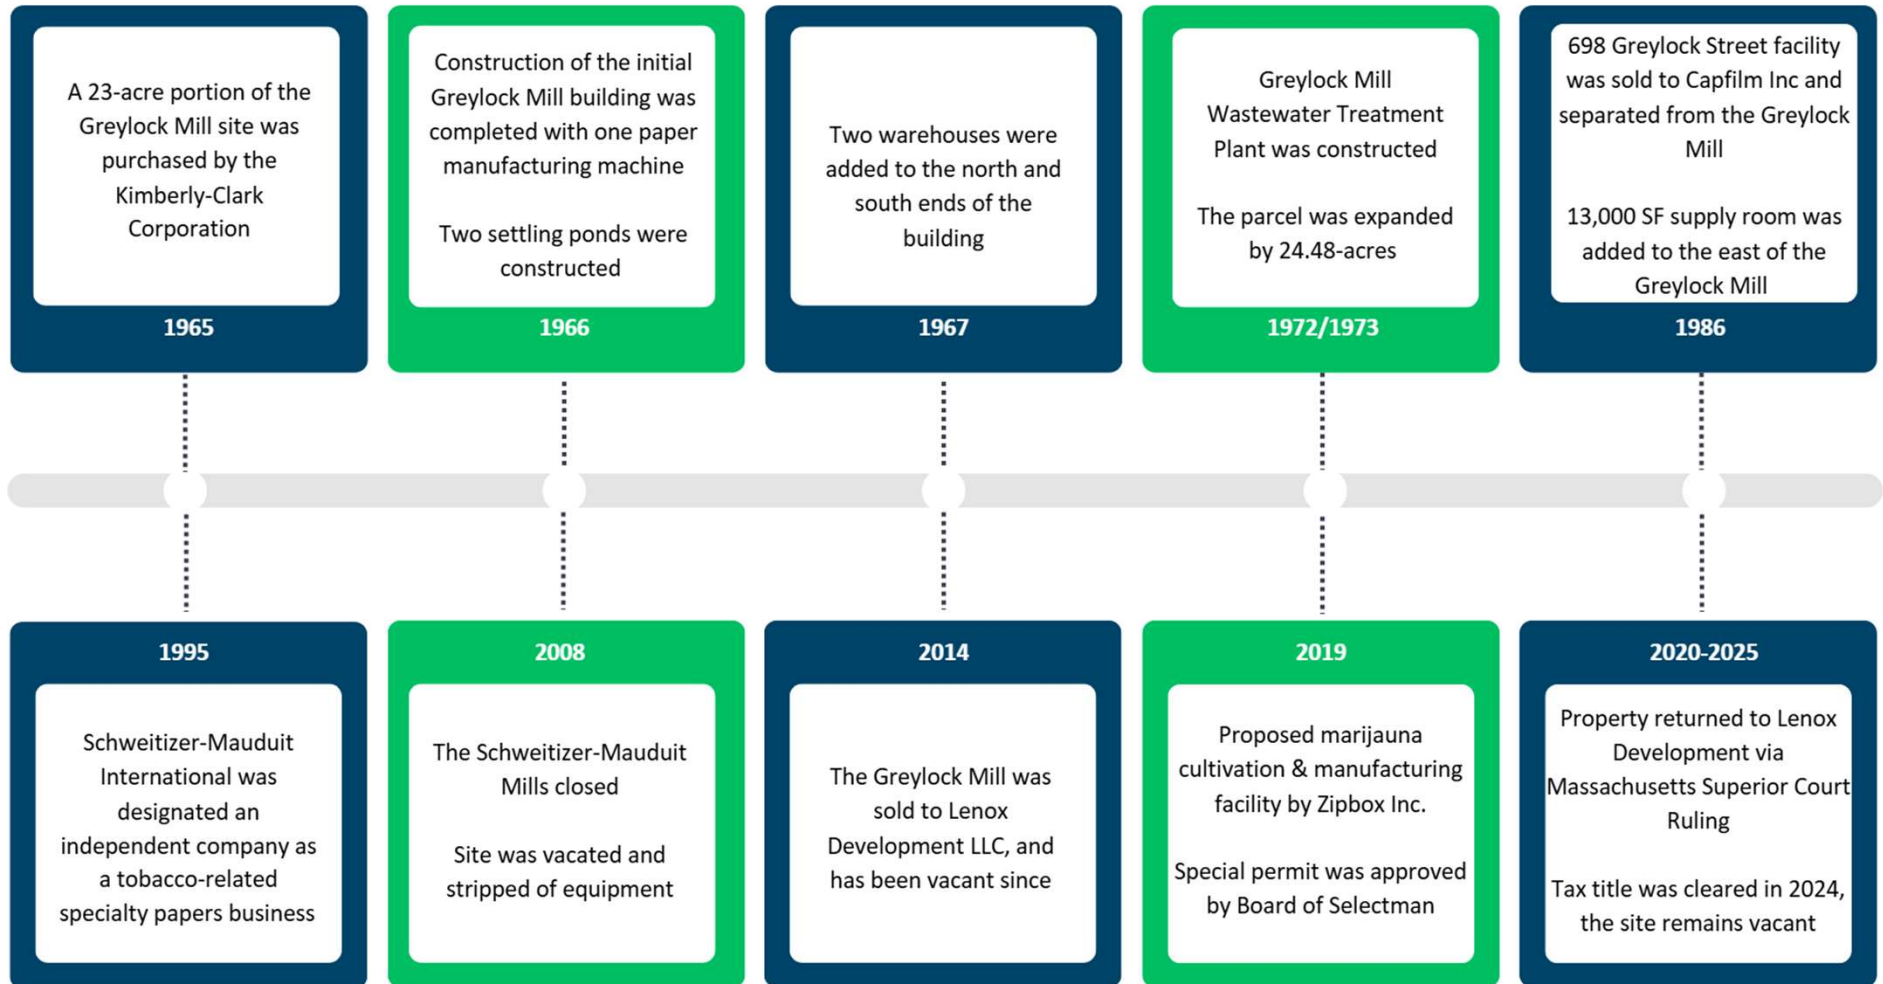 A 23-acre portion of the
Greylock Mill site was
purchased by the
Kimberly-Clark
Corporation
1965
Construction of the initial
Greylock Mill building was
completed with one paper
manufacturing machine
Two settling ponds were
constructed
1966
Two warehouses were
added to the north and
south ends of the
building
1967
Greylock Mill
Wastewater Treatment
Plant was constructed
The parcel was expanded
by 24.48-acres
1972/1973
698 Greylock Street facility
was sold to Capfilm Inc and
separated from the Greylock
Mill
13,000 SF supply room was
added to the east of the
Greylock Mill
1986
1995
Schweitizer-Mauduit
International was
designated an
independent company as
a tobacco-related
specialty papers business
2008
The Schweitizer-Mauduit
Mills closed
Site was vacated and
stripped of equipment
2014
The Greylock Mill was
sold to Lenox
Development LLC, and
has been vacant since
2019
Proposed marijauna
cultivation & manufacturing
facility by Zipbox Inc.
Special permit was approved
by Board of Selectman
2020-2025
Property returned to Lenox
Development via
Massachusetts Superior Court
Ruling
Tax title was cleared in 2024,
the site remains vacant